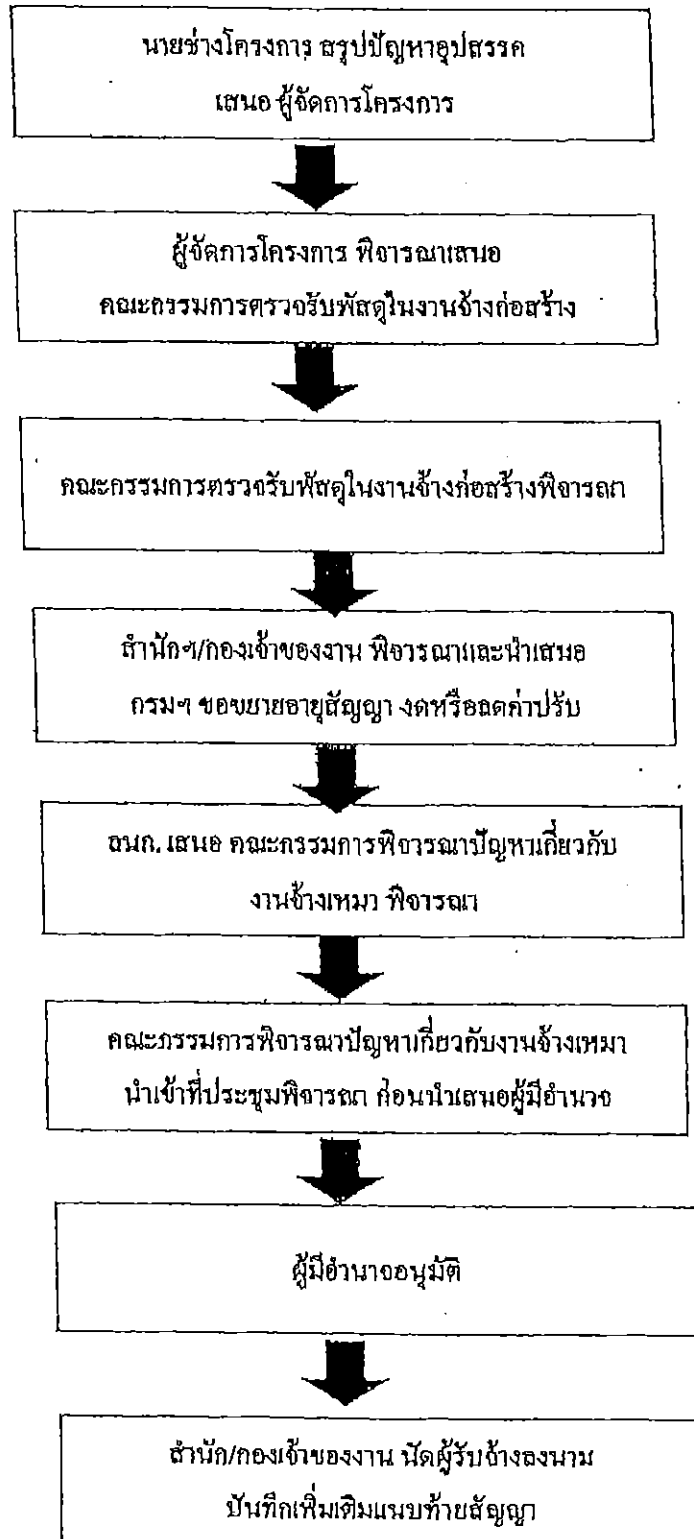 นายช่างโครงการ สรุปปัญหาอุปสรรค
เสนอ ผู้จัดการโครงการ
ผู้จัดการโครงการ พิจารณาเสนอ
คณะกรรมการตรวจรับพัสดุในงานจ้างก่อสร้าง
คณะกรรมการตรวจรับพัสดุในงานจ้างก่อสร้างพิจารณา
สำนักฯ/กองเจ้าของงาน พิจารณาและนำเสนอ
กรมฯ ขอขยายอายุสัญญา งดหรือลดค่าปรับ
สนก. เสนอ คณะกรรมการพิจารณาปัญหาเกี่ยวกับ
งานจ้างเหมา พิจารณา
คณะกรรมการพิจารณาปัญหาเกี่ยวกับงานจ้างเหมา
นำเข้าที่ประชุมพิจารณา ก่อนนำเสนอผู้มีอำนาจ
ผู้มีอำนาจอนุมัติ
สำนัก/กองเจ้าของงาน นัดผู้รับจ้างลงนาม
บันทึกเพิ่มเติมแนบท้ายสัญญา